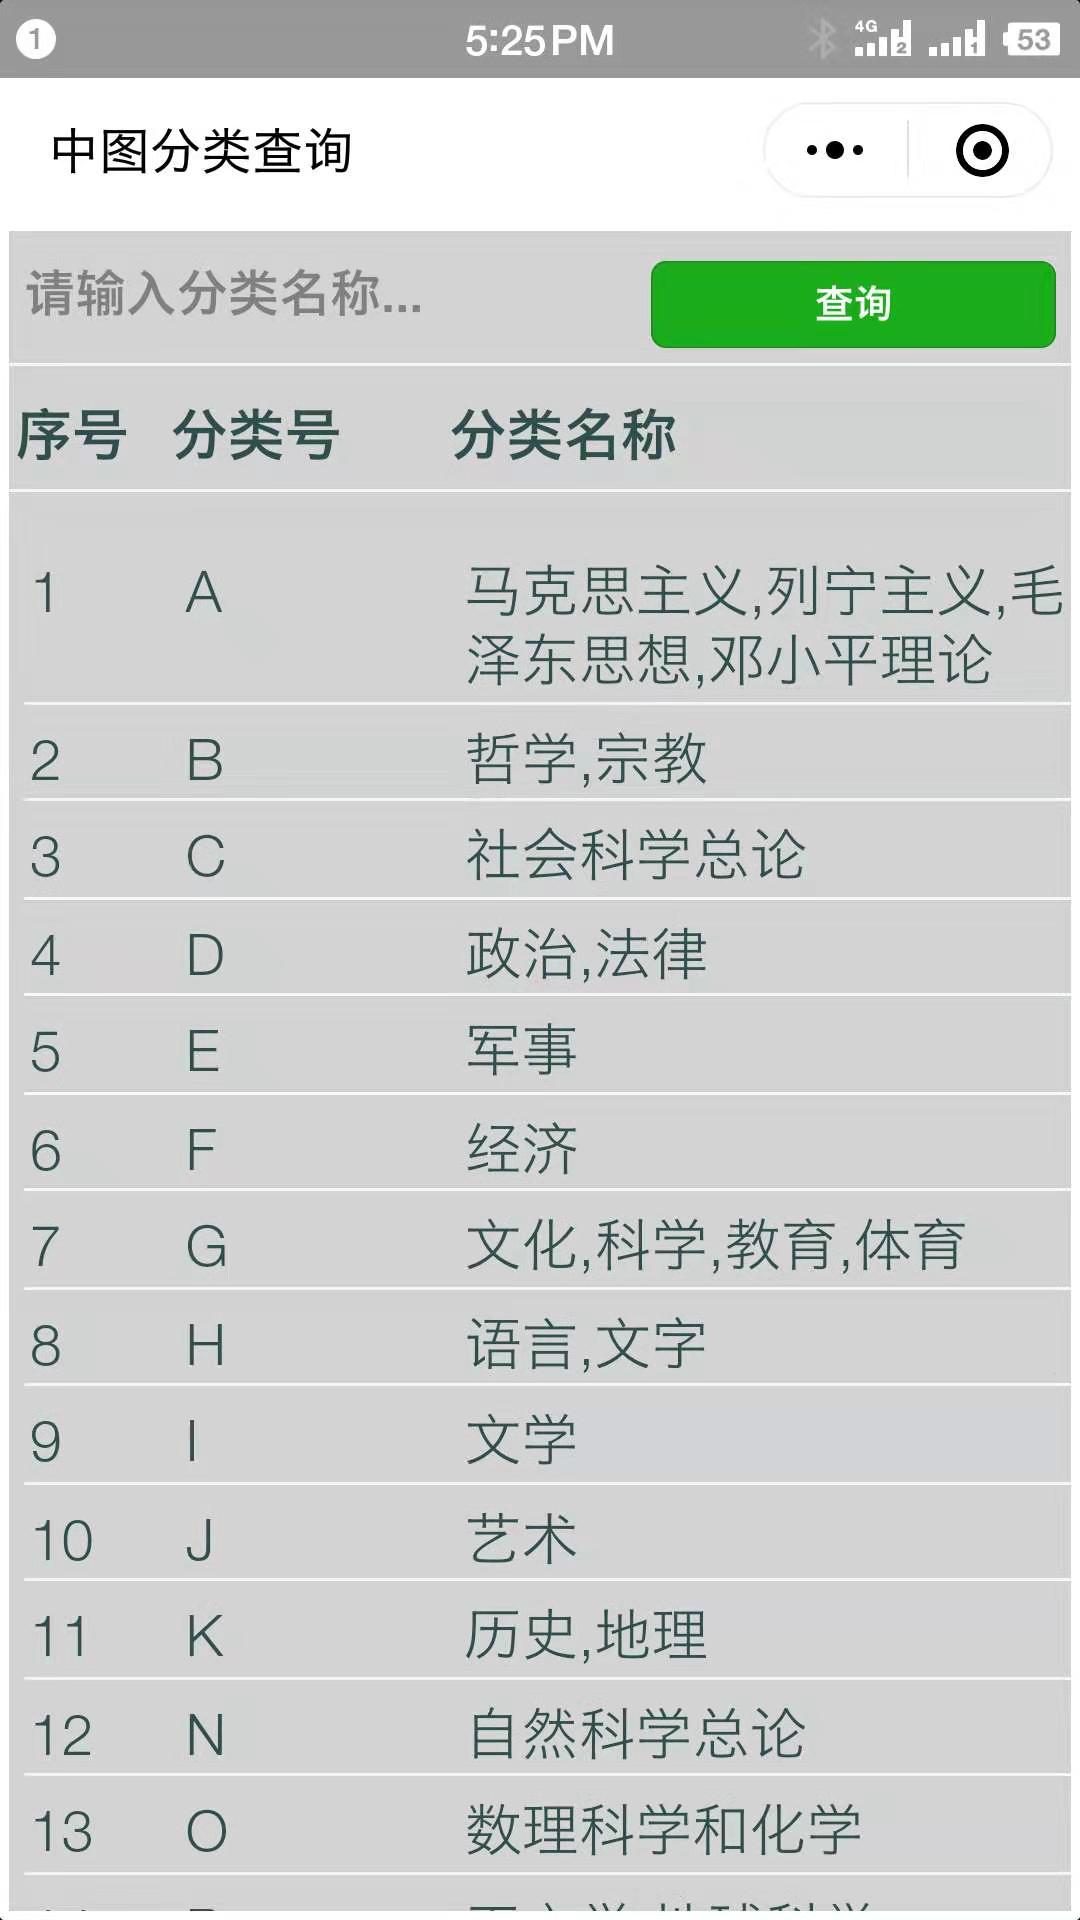 1
5:25PM
4G
2
1
53
中图分类查询
请输入分类名称...
查询
序号 分类号 分类名称
1 A 马克思主义,列宁主义,毛
泽东思想,邓小平理论
2 B 哲学,宗教
3 C 社会科学总论
4 D 政治,法律
5 E 军事
6 F 经济
7 G 文化,科学,教育,体育
8 H 语言,文字
9 I 文学
10 J 艺术
11 K 历史,地理
12 N 自然科学总论
13 O 数理科学和化学